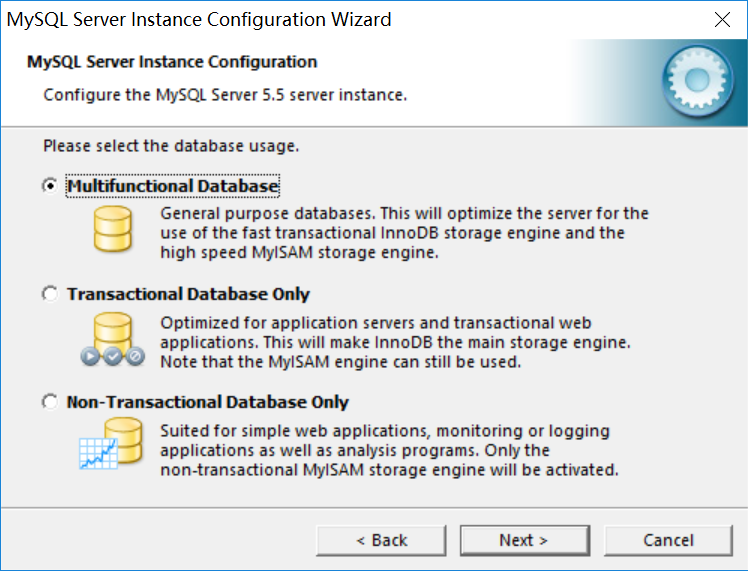 MySQL Server Instance Configuration Wizard
MySQL Server Instance Configuration
Configure the MySQL Server 5.5 server instance.
Please select the database usage.
Multifunctional Database
General purpose databases. This will optimize the server for the
use of the fast transactional InnoDB storage engine and the
high speed MyISAM storage engine.
Transactional Database Only
Optimized for application servers and transactional web
applications. This will make InnoDB the main storage engine.
Note that the MyISAM engine can still be used.
Non-Transactional Database Only
Suited for simple web applications, monitoring or logging
applications as well as analysis programs. Only the
non-transactional MyISAM storage engine will be activated.
< Back
Next >
Cancel